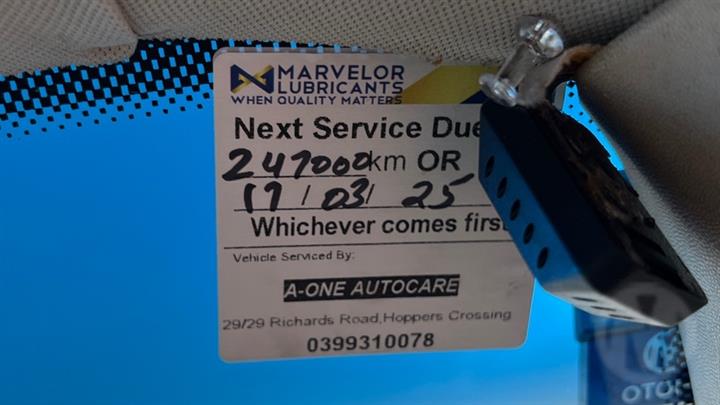 MARVELOR
LUBRICANTS
WHEN QUALITY MATTERS
Next Service Due
247000km OR
17/03/25
Whichever comes first
Vehicle Serviced By:
A-ONE AUTOCARE
29/29 Richards Road,Hoppers Crossing
0399310078
OTO